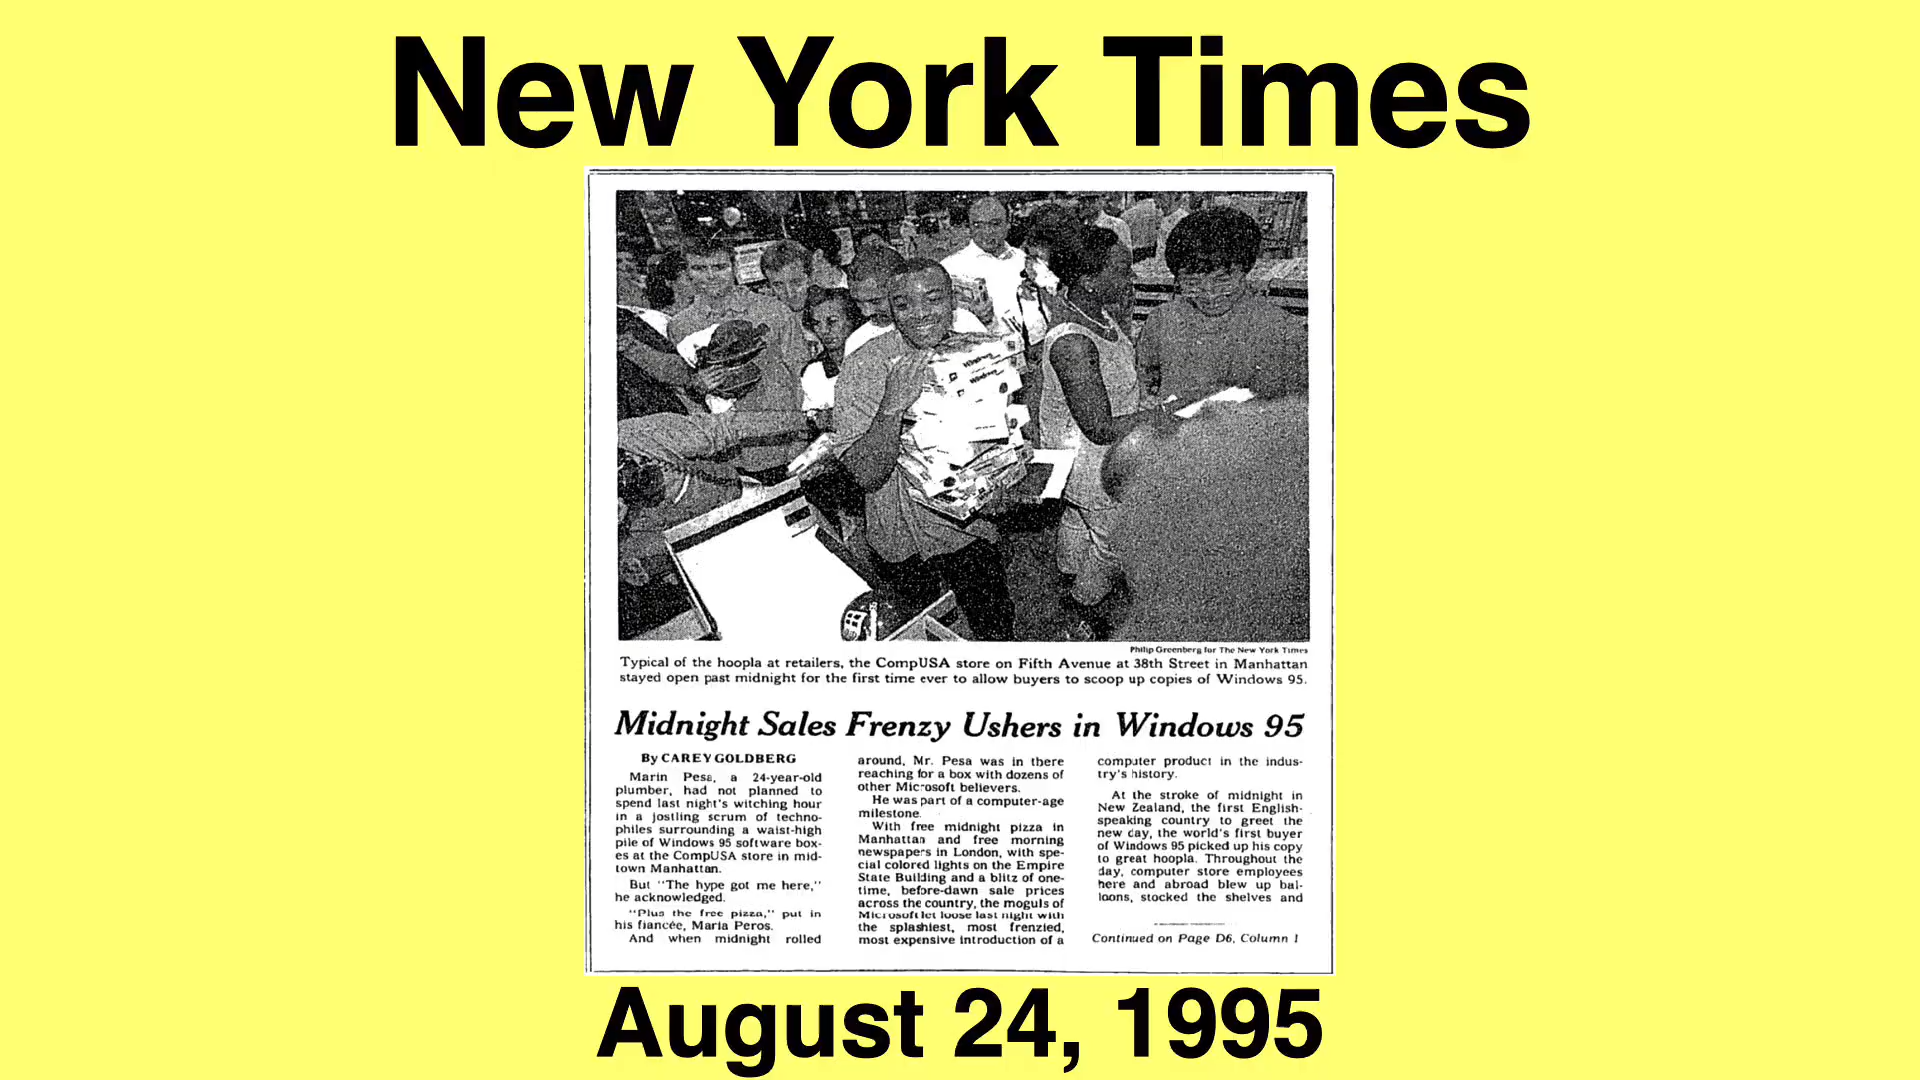 New York Times
Windows
Windows
Philip Greenberg for The New York Times
Typical of the hoopla at retailers, the CompUSA store on Fifth Avenue at 38th Street in Manhattan
stayed open past midnight for the first time ever to allow buyers to scoop up copies of Windows 95.
Midnight Sales Frenzy Ushers in Windows 95
By CAREY GOLDBERG
Marin Pesa, a 24-year-old
plumber, had not planned to
spend last night's witching hour
in a jostling scrum of techno-
philes surrounding a waist-high
pile of Windows 95 software box-
es at the CompUSA store in mid-
town Manhattan.
But "The hype got me here,"
he acknowledged.
"Plus the free pizza," put in
his fiancée, Maria Peros.
And when midnight rolled
around, Mr. Pesa was in there
reaching for a box with dozens of
other Microsoft believers.
He was part of a computer-age
milestone.
With free midnight pizza in
Manhattan and free morning
newspapers in London, with spe-
cial colored lights on the Empire
State Building and a blitz of one-
time, before-dawn sale prices
across the country, the moguls of
Microsoft let loose last night with
the splashiest, most frenzied,
most expensive introduction of a
computer product in the indus-
try's history.
At the stroke of midnight in
New Zealand, the first English-
speaking country to greet the
new day, the world's first buyer
of Windows 95 picked up his copy
to great hoopla. Throughout the
day, computer store employees
here and abroad blew up bal-
loons, stocked the shelves and
Continued on Page D6, Column 1
August 24, 1995